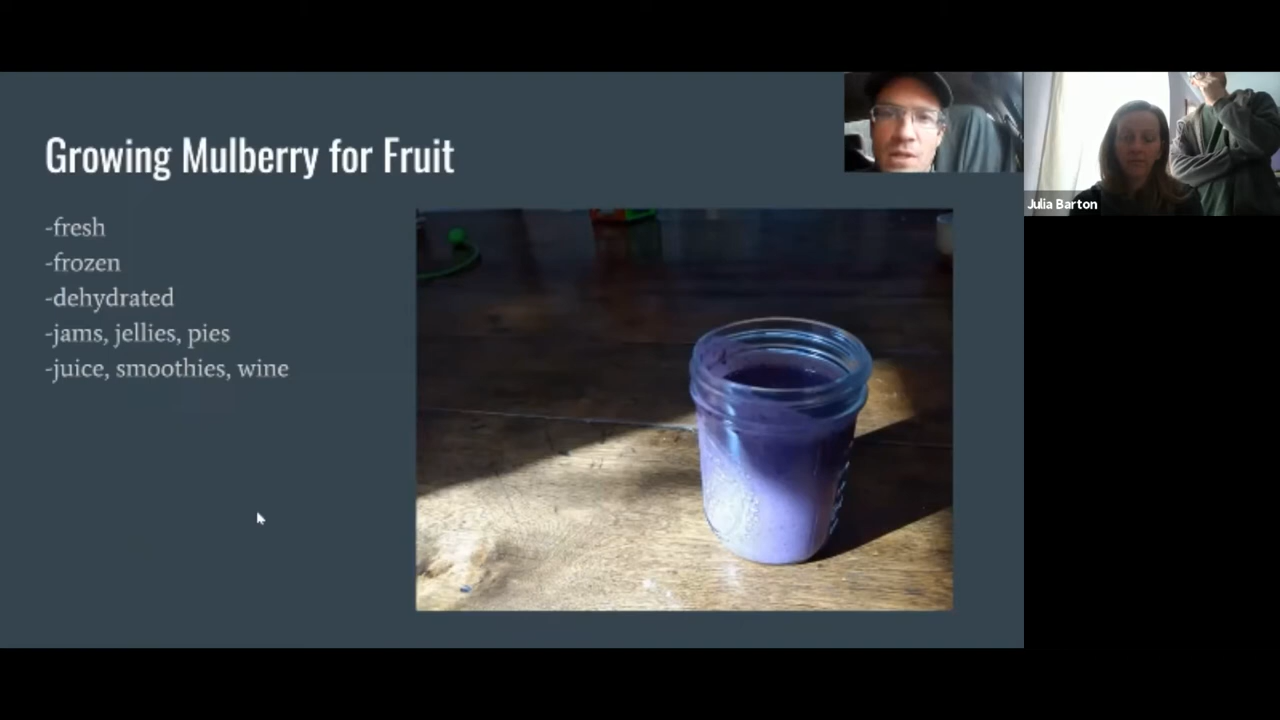 Growing Mulberry for Fruit
-fresh
-frozen
-dehydrated
-jams, jellies, pies
-juice, smoothies, wine
Julia Barton